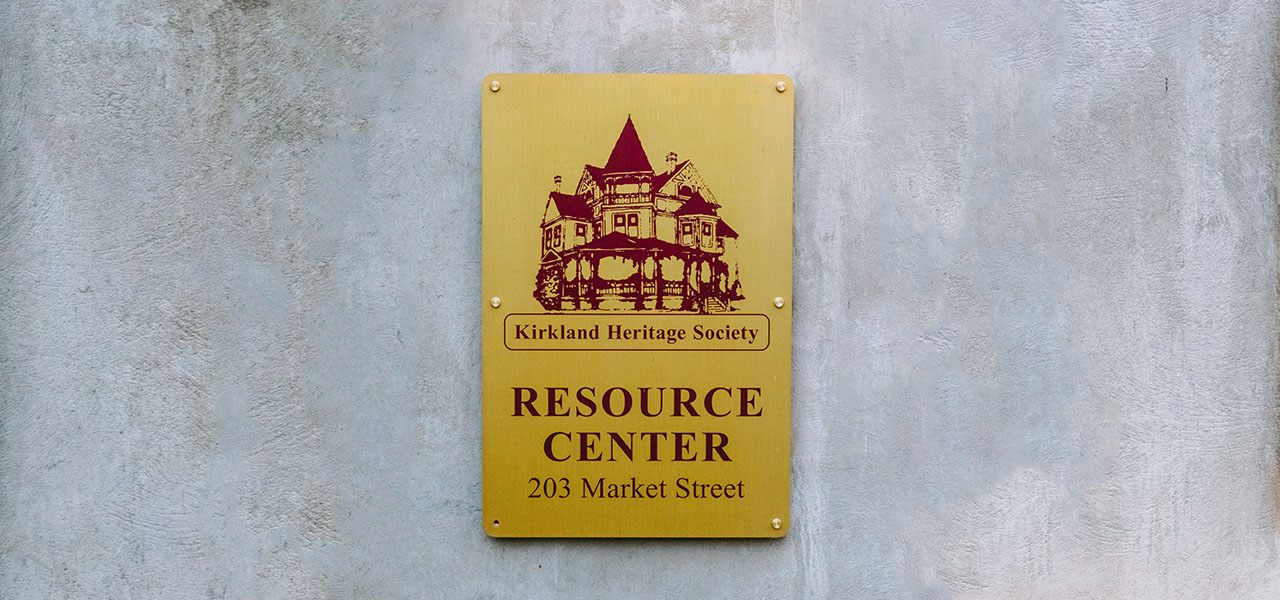 Kirkland Heritage Society
RESOURCE
CENTER
203 Market Street